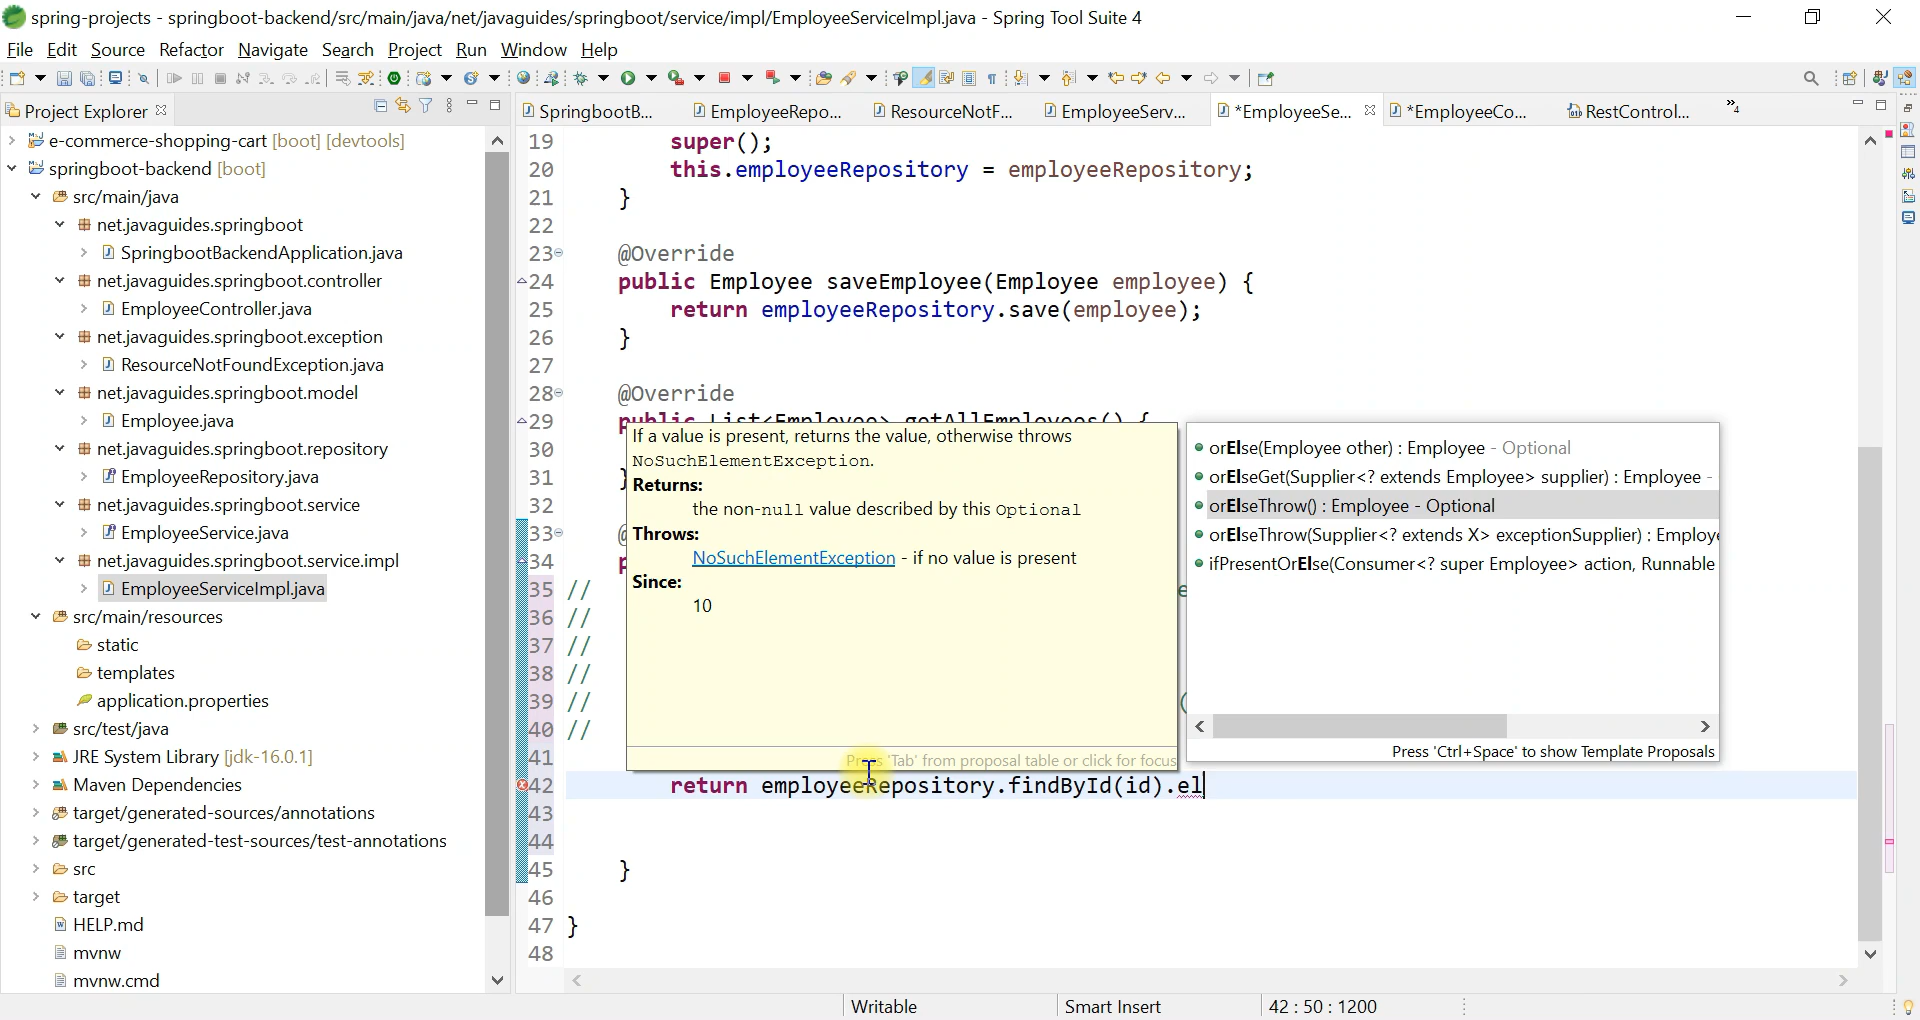 spring-projects - springboot-backend/src/main/java/net/javaguides/springboot/service/impl/EmployeeServiceImpl.java - Spring Tool Suite 4
File Edit Source Refactor Navigate Search Project Run Window Help
Project Explorer
SpringbootB... EmployeeRepo... ResourceNotF... EmployeeServ... *EmployeeSe... *EmployeeCo... RestControl... »4
e-commerce-shopping-cart [boot] [devtools]
springboot-backend [boot]
src/main/java
net.javaguides.springboot
SpringbootBackendApplication.java
net.javaguides.springboot.controller
EmployeeController.java
net.javaguides.springboot.exception
ResourceNotFoundException.java
net.javaguides.springboot.model
Employee.java
net.javaguides.springboot.repository
EmployeeRepository.java
net.javaguides.springboot.service
EmployeeService.java
net.javaguides.springboot.service.impl
EmployeeServiceImpl.java
src/main/resources
static
templates
application.properties
src/test/java
JRE System Library [jdk-16.0.1]
Maven Dependencies
target/generated-sources/annotations
target/generated-test-sources/test-annotations
src
target
HELP.md
mvnw
mvnw.cmd
19 super();
20 this.employeeRepository = employeeRepository;
21 }
22
23 @Override
24 public Employee saveEmployee(Employee employee) {
25 return employeeRepository.save(employee);
26 }
27
28 @Override
29 public List<Employee> getAllEmployees() {
30
31 }
32
33
34
35 //
36 //
37 //
38 //
39 // (
40 //
41
42 return employeeRepository.findById(id).el
43
44
45 }
46
47 }
48
If a value is present, returns the value, otherwise throws
NoSuchElementException.
Returns:
the non-null value described by this Optional
Throws:
NoSuchElementException - if no value is present
Since:
10
Press 'Tab' from proposal table or click for focus
orElse(Employee other) : Employee - Optional
orElseGet(Supplier<? extends Employee> supplier) : Employee -
orElseThrow() : Employee - Optional
orElseThrow(Supplier<? extends X> exceptionSupplier) : Employe
ifPresentOrElse(Consumer<? super Employee> action, Runnable
Press 'Ctrl+Space' to show Template Proposals
Writable Smart Insert 42 : 50 : 1200